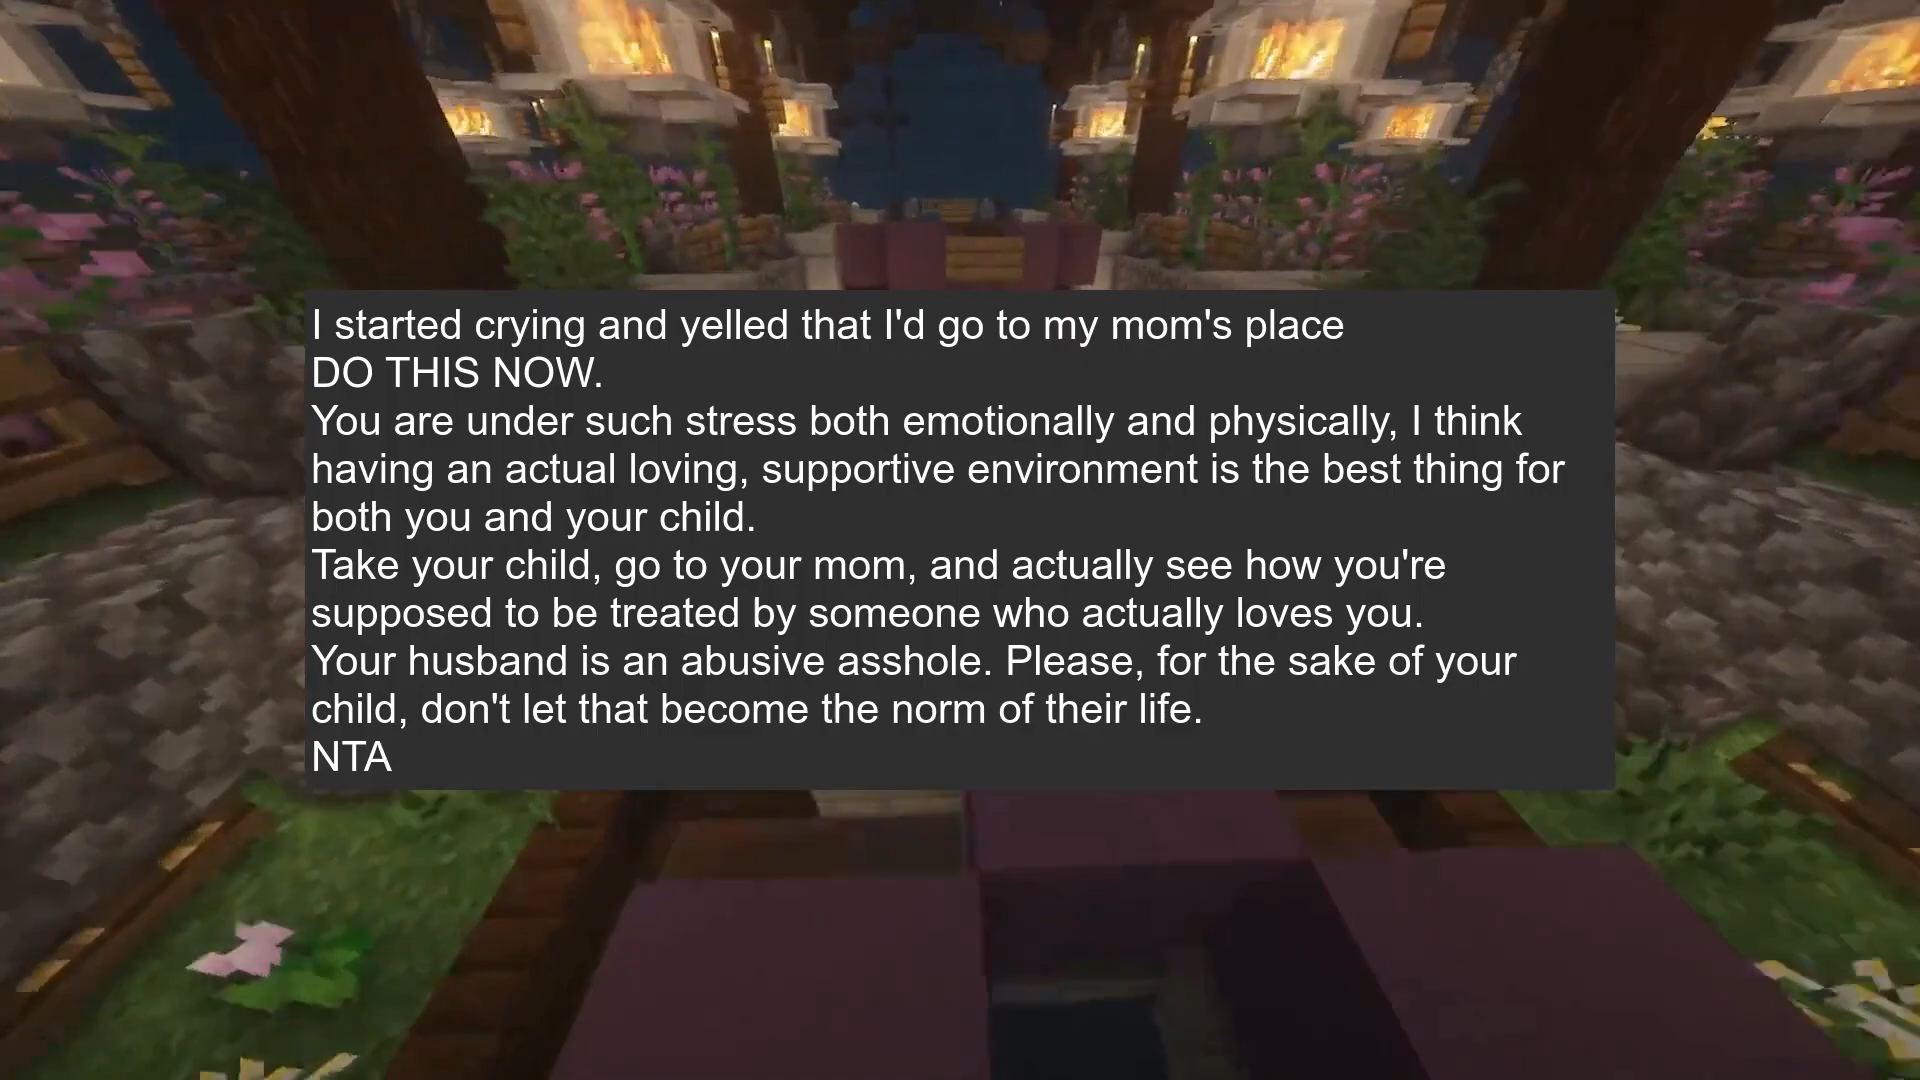 I started crying and yelled that I'd go to my mom's place
DO THIS NOW.
You are under such stress both emotionally and physically, I think
having an actual loving, supportive environment is the best thing for
both you and your child.
Take your child, go to your mom, and actually see how you're
supposed to be treated by someone who actually loves you.
Your husband is an abusive asshole. Please, for the sake of your
child, don't let that become the norm of their life.
NTA